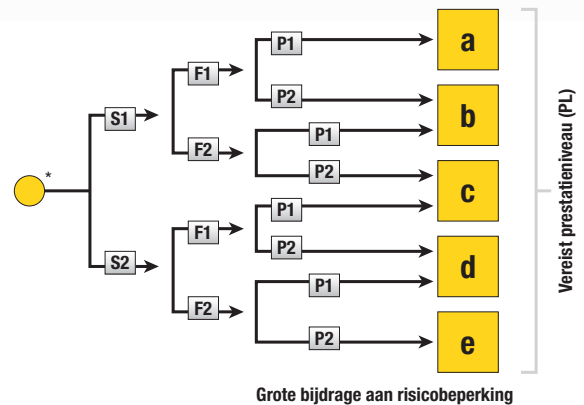 P1
a
F1
P2
b
S1
P1
F2
P2
c
*
P1
F1
P2
d
S2
P1
F2
P2
e
Vereist prestatieniveau (PL)
Grote bijdrage aan risicobeperking